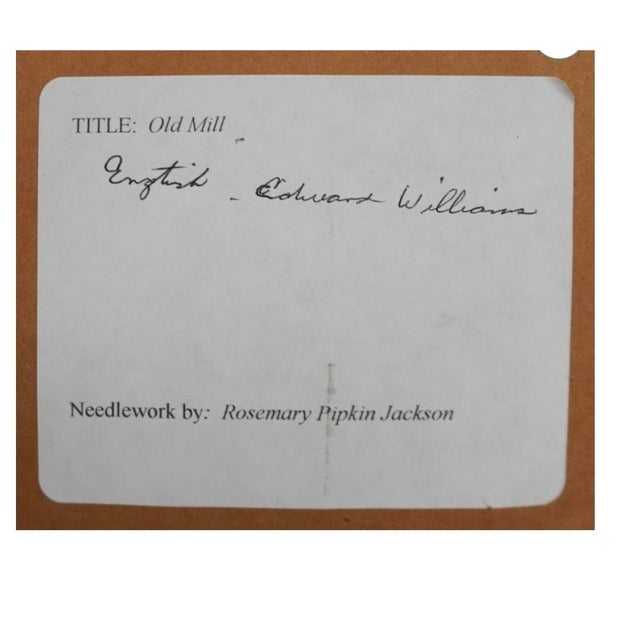 TITLE: Old Mill
English - Edward Williams
Needlework by: Rosemary Pipkin Jackson